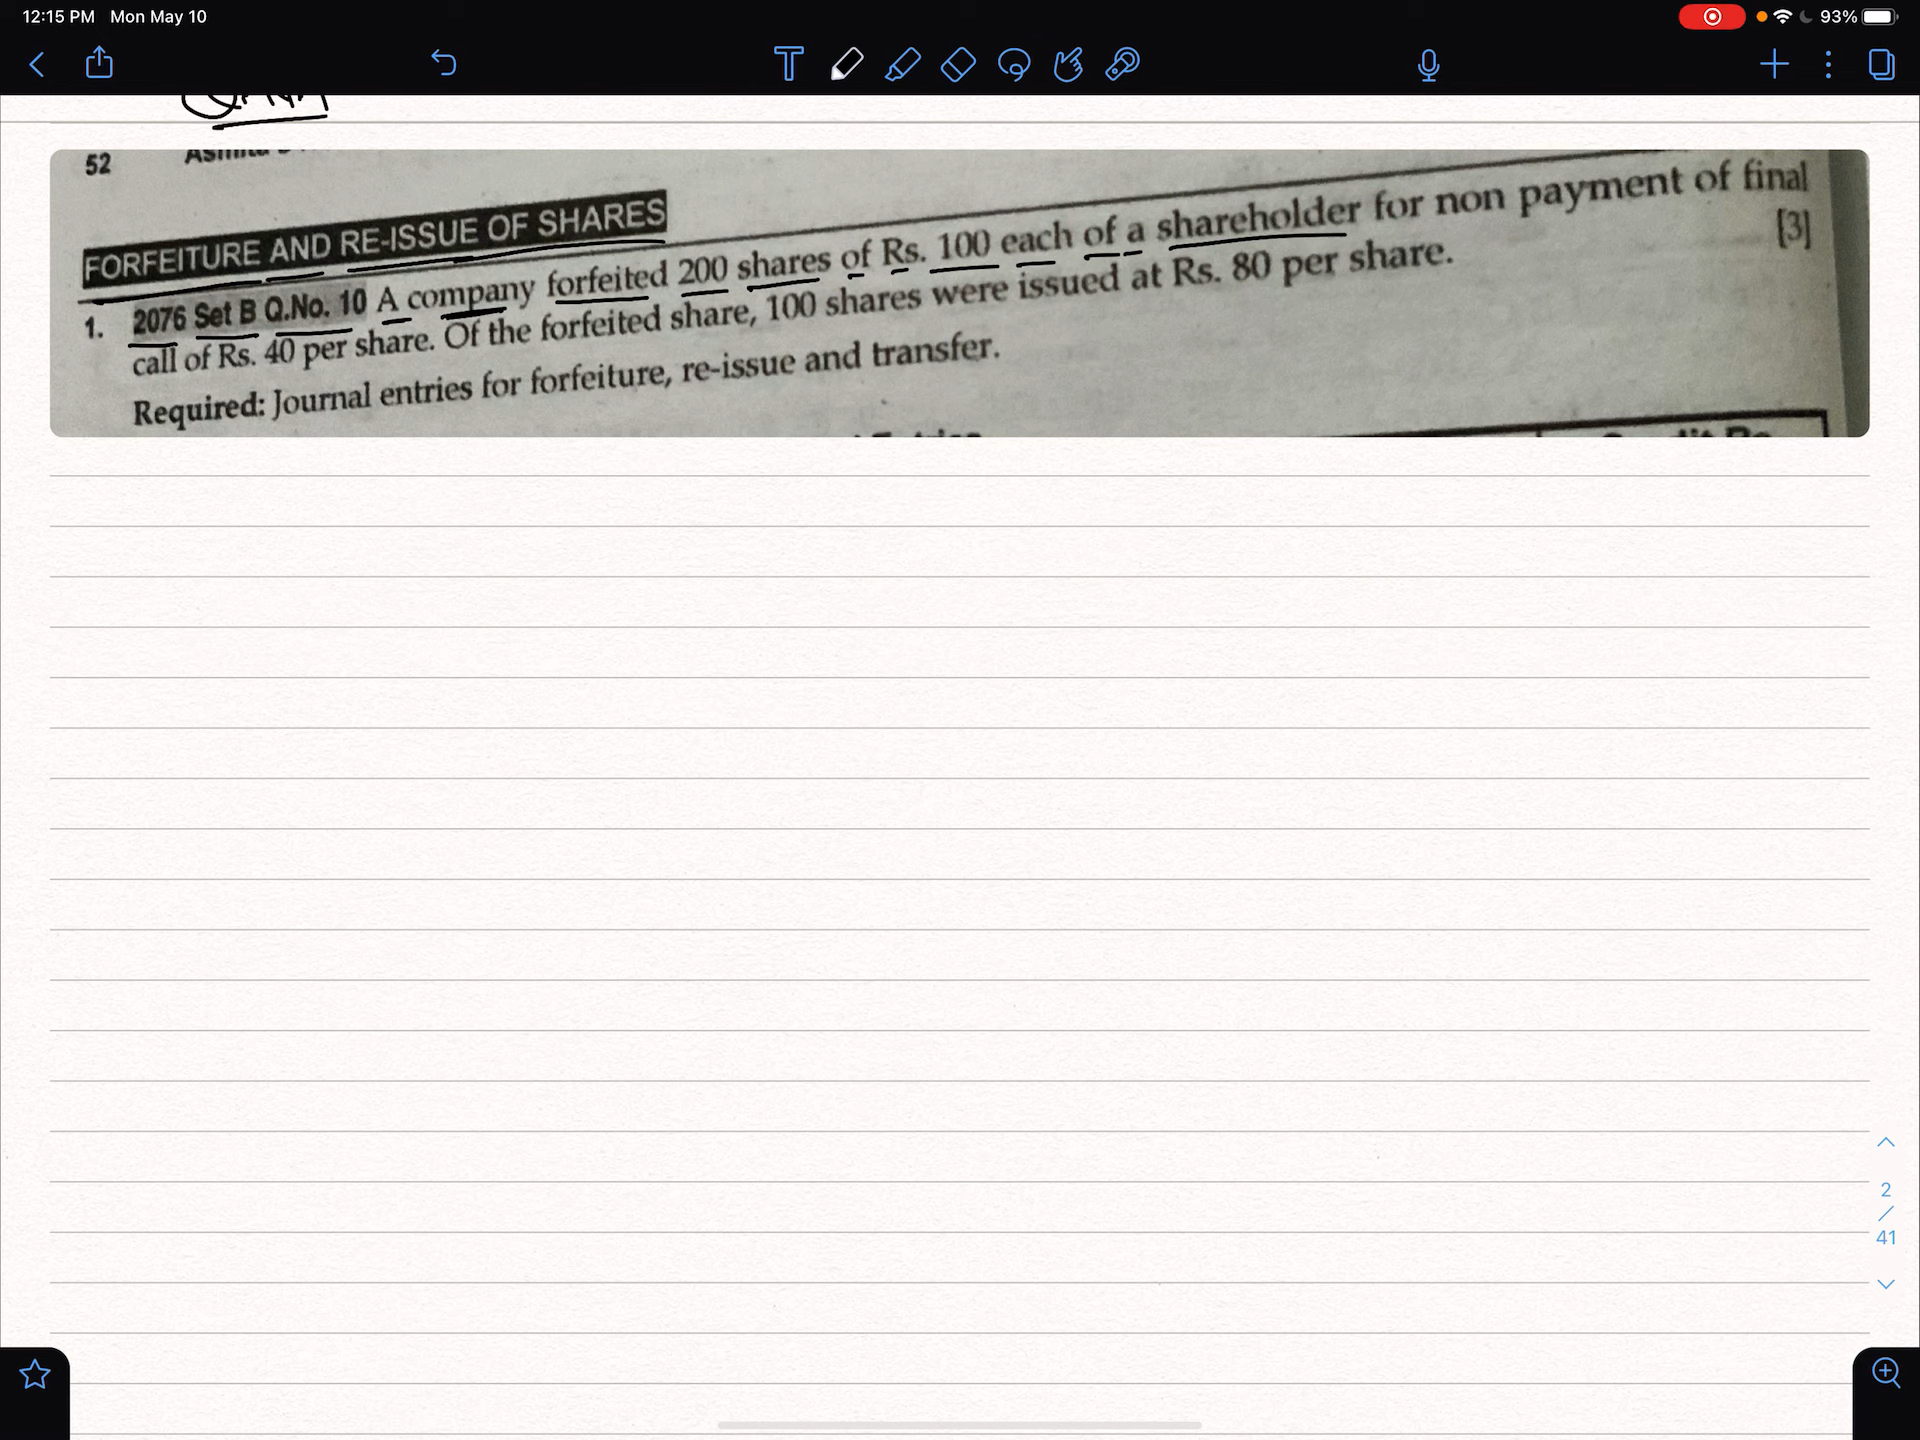 12:15 PM Mon May 10
93%
52
FORFEITURE AND RE-ISSUE OF SHARES
1. 2076 Set B Q.No. 10 A company forfeited 200 shares of Rs. 100 each of a shareholder for non payment of final
call of Rs. 40 per share. Of the forfeited share, 100 shares were issued at Rs. 80 per share. [3]
Required: Journal entries for forfeiture, re-issue and transfer.
2
/
41